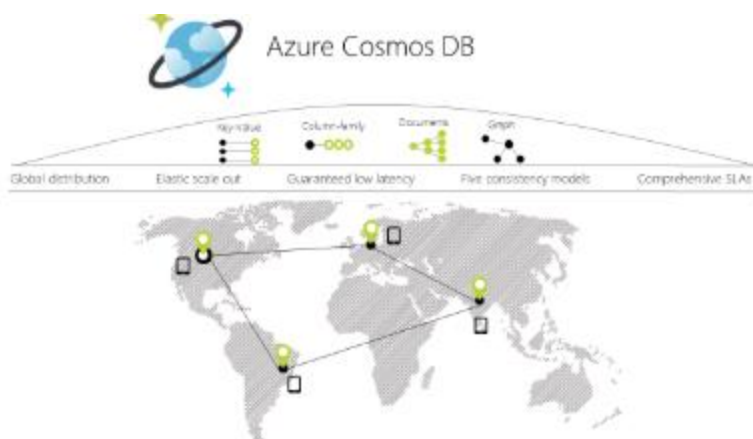 Azure Cosmos DB
Key-Value
Column-family
Documents
Graph
Global distribution
Elastic scale out
Guaranteed low latency
Five consistency models
Comprehensive SLAs